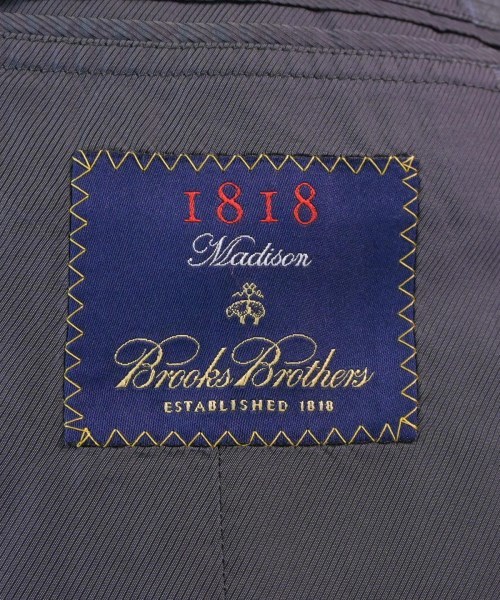 1818
Madison
Brooks Brothers
ESTABLISHED 1818